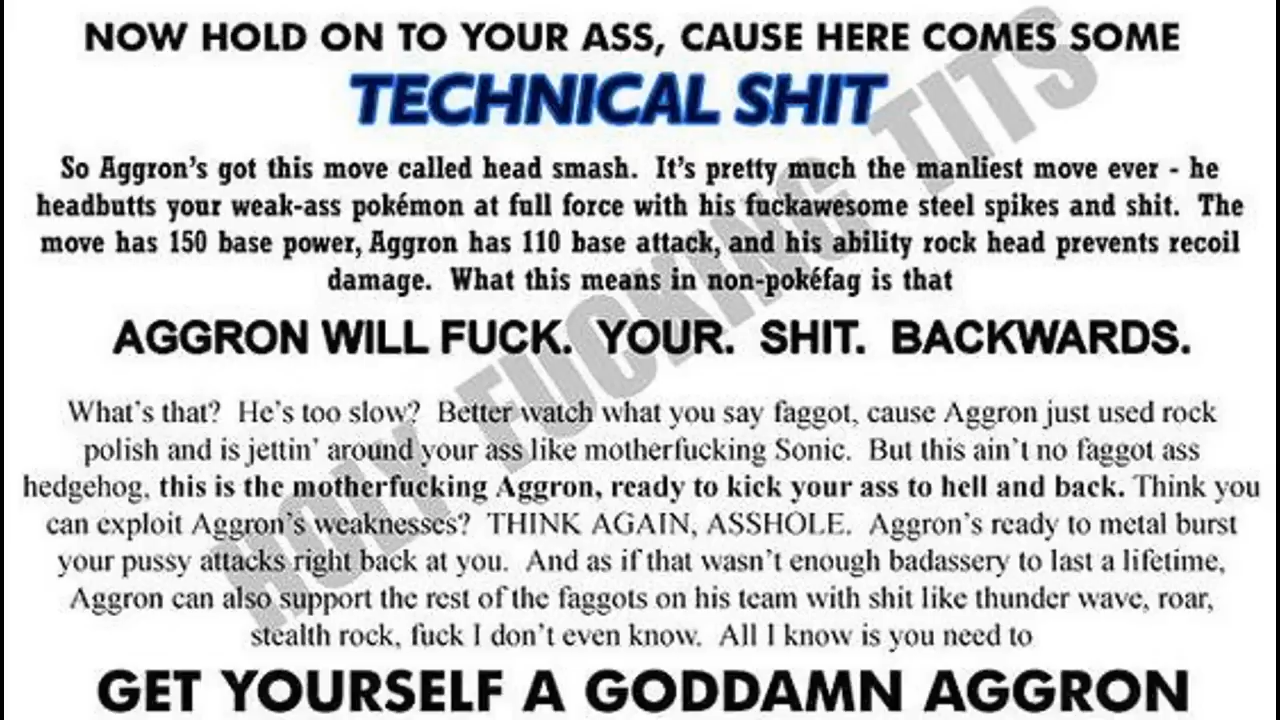 NOW HOLD ON TO YOUR ASS, CAUSE HERE COMES SOME
TECHNICAL SHIT
So Aggron's got this move called head smash.  It's pretty much the manliest move ever - he
headbutts your weak-ass pokémon at full force with his fuckawesome steel spikes and shit.  The
move has 150 base power, Aggron has 110 base attack, and his ability rock head prevents recoil
damage.  What this means in non-pokéfag is that
AGGRON WILL FUCK.  YOUR.  SHIT.  BACKWARDS.
What's that?  He's too slow?  Better watch what you say faggot, cause Aggron just used rock
polish and is jettin' around your ass like motherfucking Sonic.  But this ain't no faggot ass
hedgehog, this is the motherfucking Aggron, ready to kick your ass to hell and back. Think you
can exploit Aggron's weaknesses?  THINK AGAIN, ASSHOLE.  Aggron's ready to metal burst
your pussy attacks right back at you.  And as if that wasn't enough badassery to last a lifetime,
Aggron can also support the rest of the faggots on his team with shit like thunder wave, roar,
stealth rock, fuck I don't even know.  All I know is you need to
GET YOURSELF A GODDAMN AGGRON
HOLY FUCKING TITS